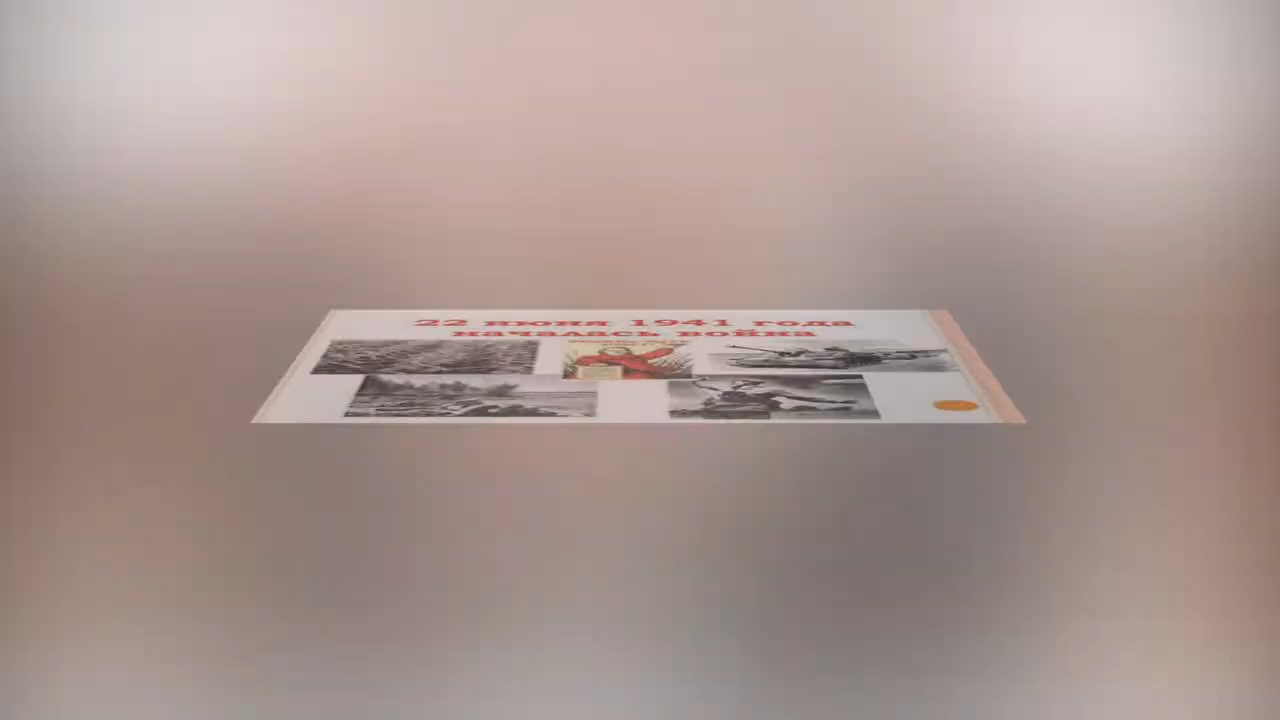 22 июня 1941 года
началась война